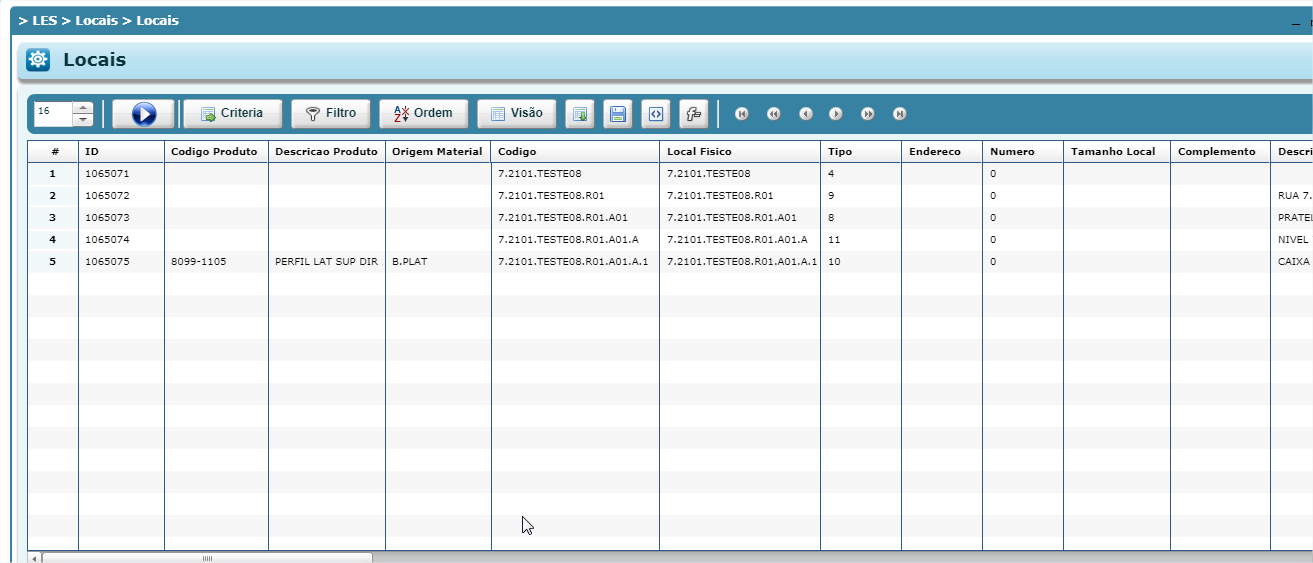 > LES > Locais > Locais
Locais
16 Criteria Filtro Ordem Visão
# ID Codigo Produto Descricao Produto Origem Material Codigo Local Fisico Tipo Endereco Numero Tamanho Local Complemento Descri
1 1065071 7.2101.TESTE08 7.2101.TESTE08 4 0
2 1065072 7.2101.TESTE08.R01 7.2101.TESTE08.R01 9 0 RUA 7.
3 1065073 7.2101.TESTE08.R01.A01 7.2101.TESTE08.R01.A01 8 0 PRATEL
4 1065074 7.2101.TESTE08.R01.A01.A 7.2101.TESTE08.R01.A01.A 11 0 NIVEL
5 1065075 8099-1105 PERFIL LAT SUP DIR B.PLAT 7.2101.TESTE08.R01.A01.A.1 7.2101.TESTE08.R01.A01.A.1 10 0 CAIXA